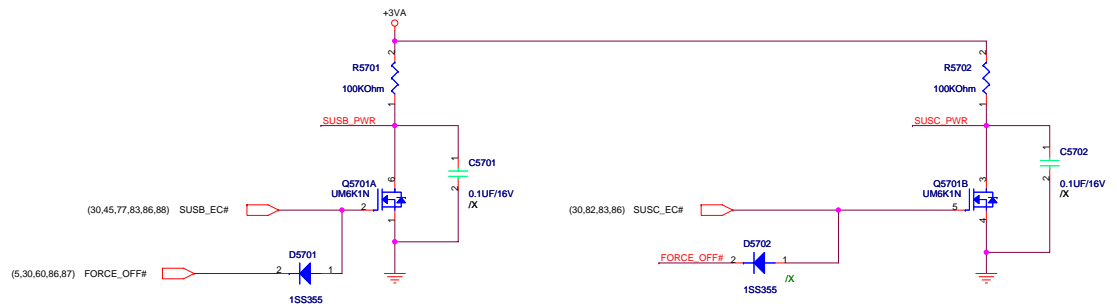 +3VA
2
R5701
100KOhm
1
2
R5702
100KOhm
1
SUSB_PWR
SUSC_PWR
1
C5701
2
0.1UF/16V
/X
1
C5702
2
0.1UF/16V
/X
Q5701A
UM6K1N
6
2
1
Q5701B
UM6K1N
3
5
4
(30,45,77,83,86,88) SUSB_EC#
(30,82,83,86) SUSC_EC#
D5701
2
1
1SS355
(5,30,60,86,87) FORCE_OFF#
FORCE_OFF#
D5702
2
1
/X
1SS355